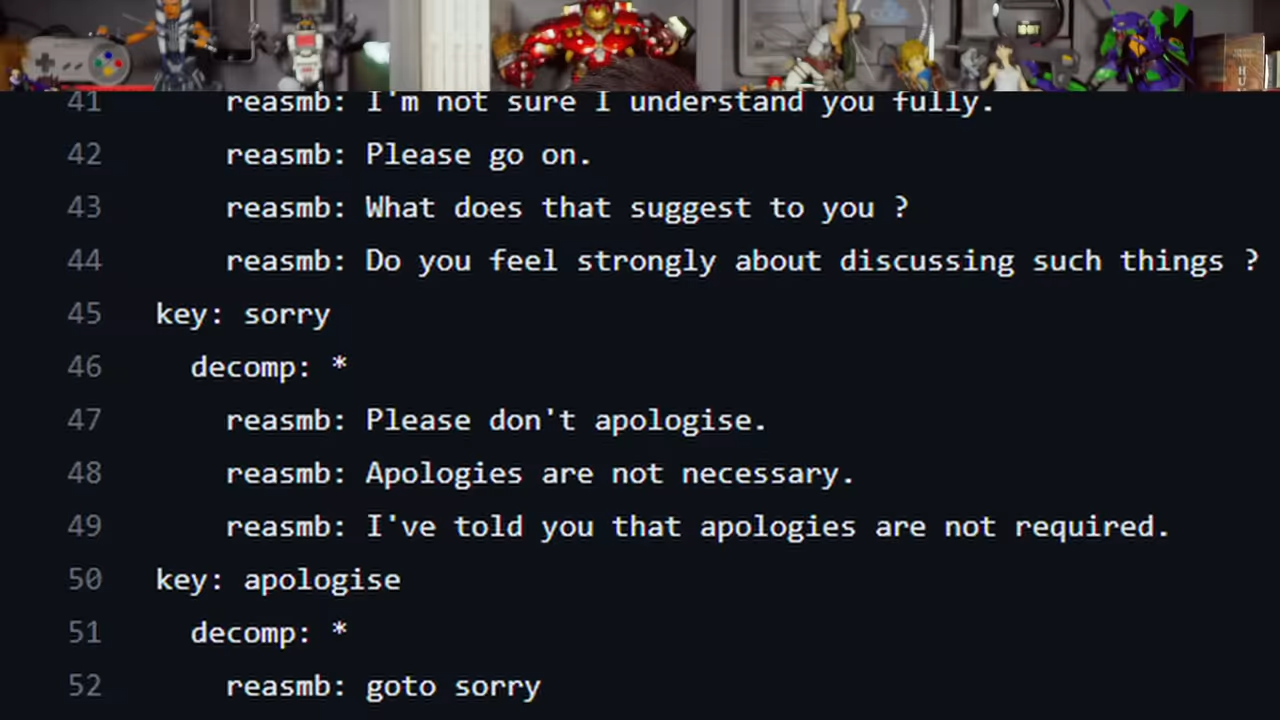 41 reasmb: I'm not sure I understand you fully.
42 reasmb: Please go on.
43 reasmb: What does that suggest to you ?
44 reasmb: Do you feel strongly about discussing such things ?
45 key: sorry
46 decomp: *
47 reasmb: Please don't apologise.
48 reasmb: Apologies are not necessary.
49 reasmb: I've told you that apologies are not required.
50 key: apologise
51 decomp: *
52 reasmb: goto sorry